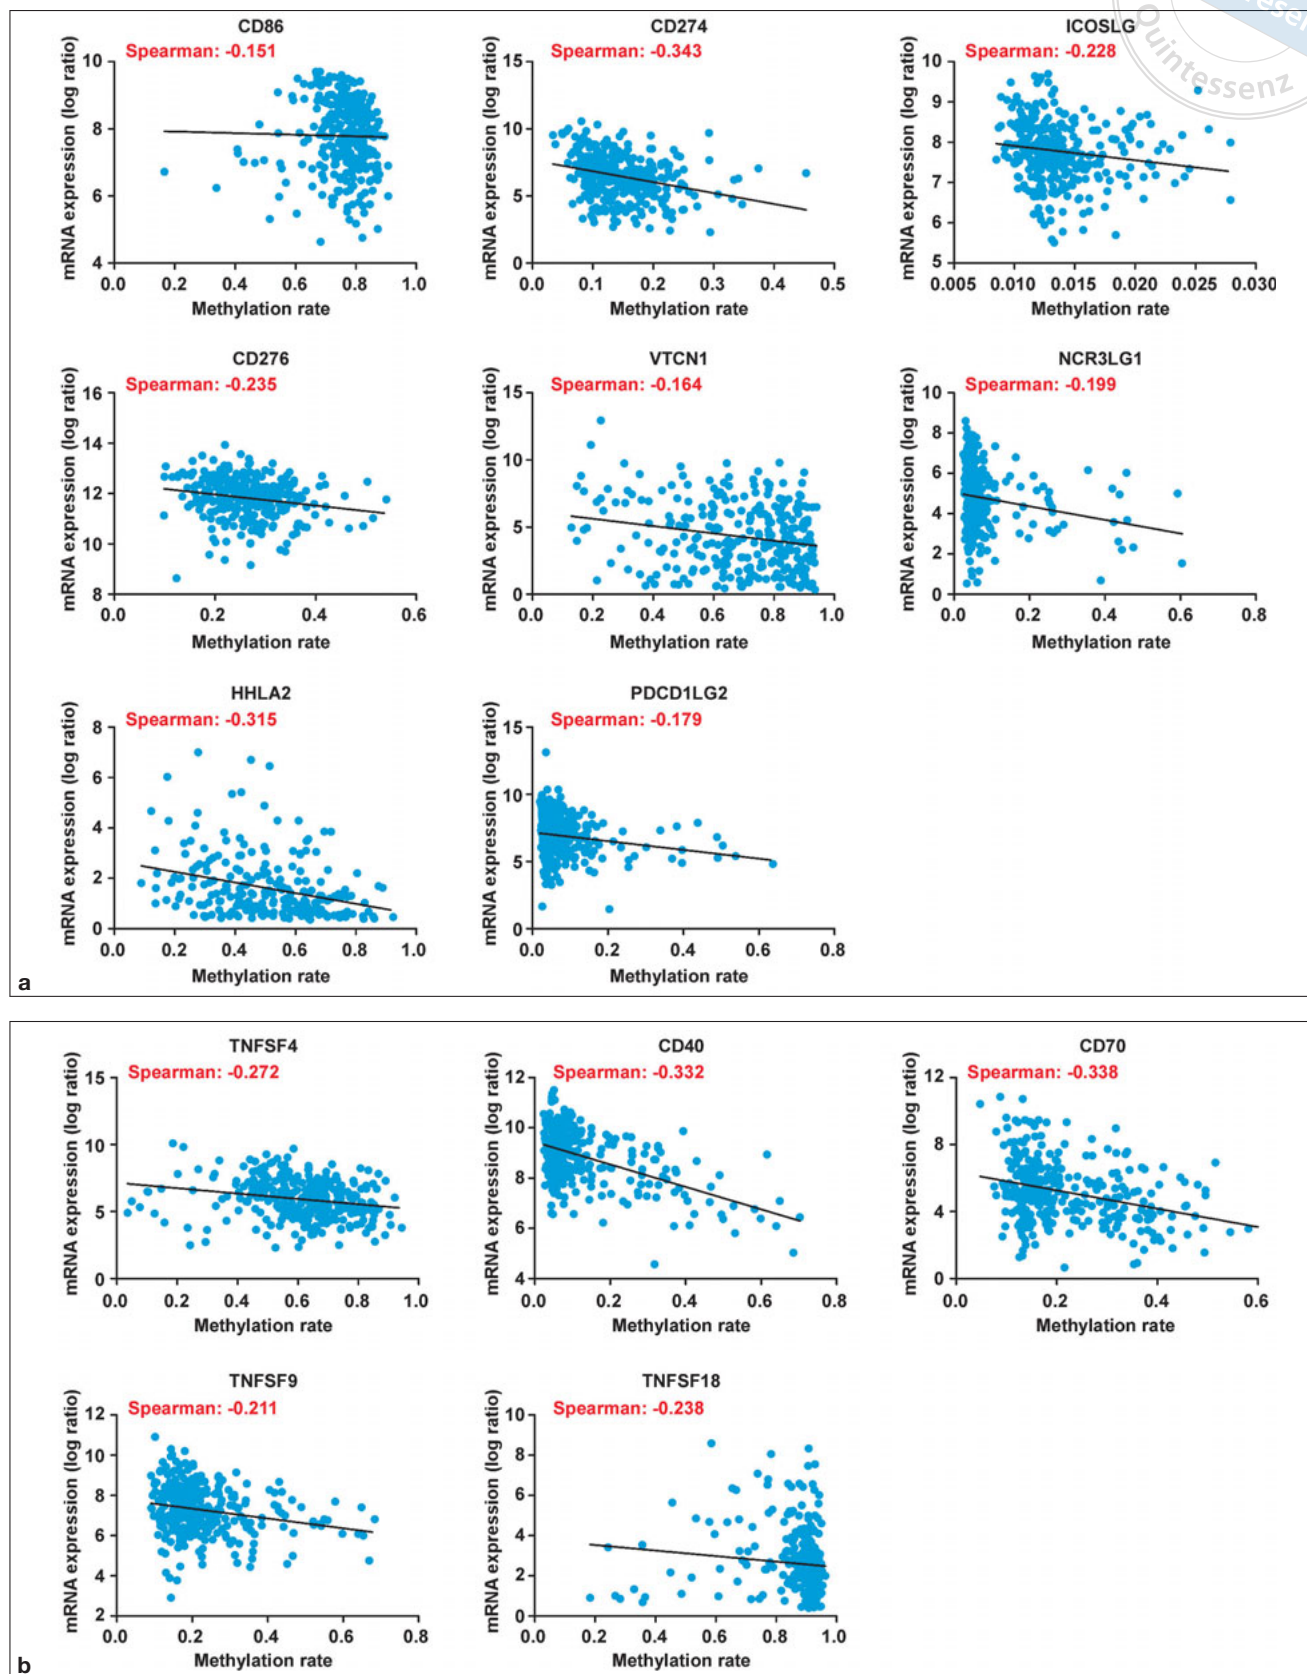 Quintessenz
CD86
Spearman: -0.151
mRNA expression (log ratio)
10
8
6
4
0.0 0.2 0.4 0.6 0.8 1.0
Methylation rate
CD274
Spearman: -0.343
mRNA expression (log ratio)
15
10
5
0
0.0 0.1 0.2 0.3 0.4 0.5
Methylation rate
ICOSLG
Spearman: -0.228
mRNA expression (log ratio)
10
9
8
7
6
5
0.005 0.010 0.015 0.020 0.025 0.030
Methylation rate
CD276
Spearman: -0.235
mRNA expression (log ratio)
16
14
12
10
8
0.0 0.2 0.4 0.6
Methylation rate
VTCN1
Spearman: -0.164
mRNA expression (log ratio)
15
10
5
0
0.0 0.2 0.4 0.6 0.8 1.0
Methylation rate
NCR3LG1
Spearman: -0.199
mRNA expression (log ratio)
10
8
6
4
2
0
0.0 0.2 0.4 0.6 0.8
Methylation rate
HHLA2
Spearman: -0.315
mRNA expression (log ratio)
8
6
4
2
0
0.0 0.2 0.4 0.6 0.8 1.0
Methylation rate
PDCD1LG2
Spearman: -0.179
mRNA expression (log ratio)
15
10
5
0
0.0 0.2 0.4 0.6 0.8
Methylation rate
a
TNFSF4
Spearman: -0.272
mRNA expression (log ratio)
15
10
5
0
0.0 0.2 0.4 0.6 0.8 1.0
Methylation rate
CD40
Spearman: -0.332
mRNA expression (log ratio)
12
10
8
6
4
0.0 0.2 0.4 0.6 0.8
Methylation rate
CD70
Spearman: -0.338
mRNA expression (log ratio)
12
8
4
0
0.0 0.2 0.4 0.6
Methylation rate
TNFSF9
Spearman: -0.211
mRNA expression (log ratio)
12
10
8
6
4
2
0.0 0.2 0.4 0.6 0.8
Methylation rate
TNFSF18
Spearman: -0.238
mRNA expression (log ratio)
10
8
6
4
2
0
0.0 0.2 0.4 0.6 0.8 1.0
Methylation rate
b